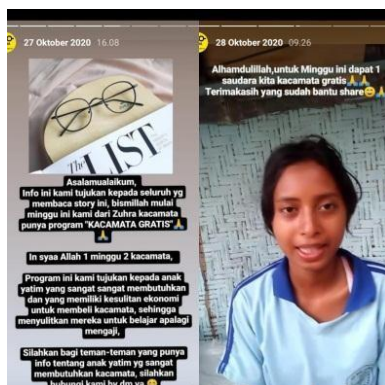 27 Oktober 2020 16.08
The
LIST
Asalamualaikum,
Info ini kami tujukan kepada seluruh yg
membaca story ini, bismillah mulai
minggu ini kami dari Zuhra kacamata
punya program "KACAMATA GRATIS"🙏
🙏
In syaa Allah 1 minggu 2 kacamata,
Program ini kami tujukan kepada anak
yatim yang sangat sangat membutuhkan
dan yang memiliki kesulitan ekonomi
untuk membeli kacamata, sehingga
menyulitkan mereka untuk belajar apalagi
mengaji,
Silahkan bagi teman-teman yang punya
info tentang anak yatim yg sangat
membutuhkan kacamata, silahkan
hubungi kami by dm ya 😊
28 Oktober 2020 09.26
Alhamdulillah,untuk Minggu ini dapat 1
saudara kita kacamata gratis🙏🙏
Terimakasih yang sudah bantu share😊🙏